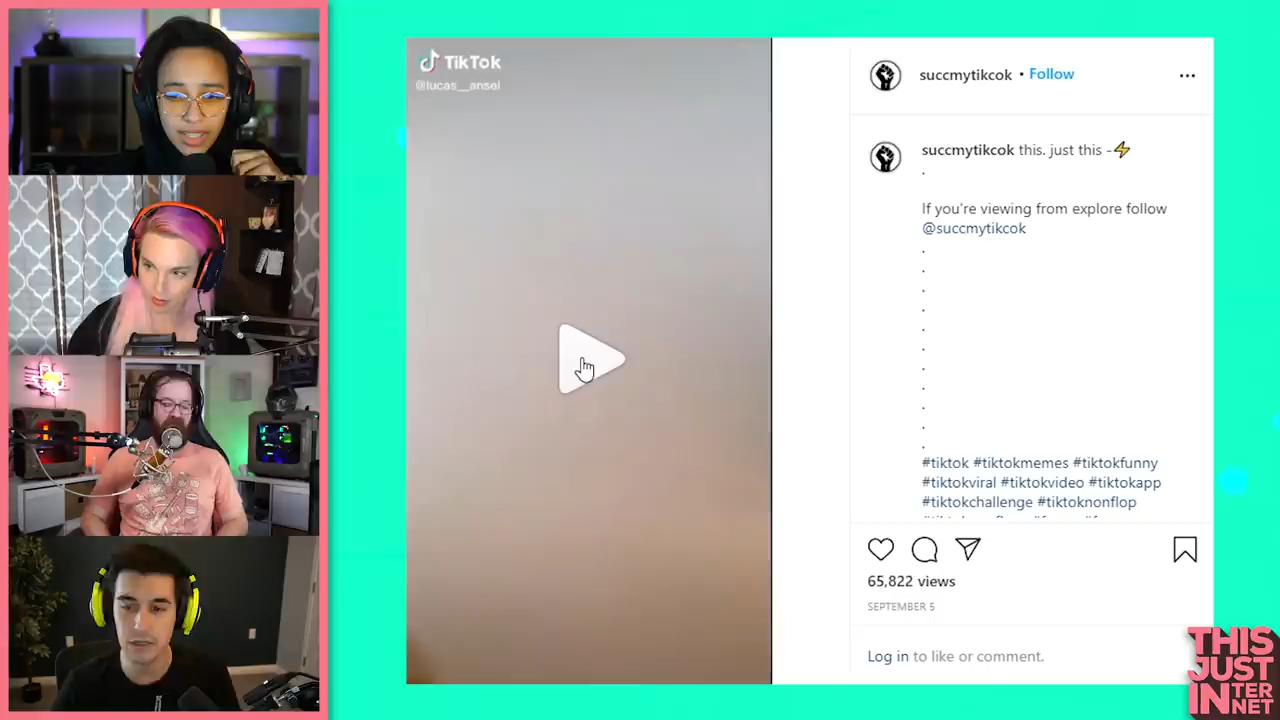 TikTok
@lucas__ansel
succmytikcok • Follow
succmytikcok this. just this -⚡
.
If you're viewing from explore follow
@succmytikcok
.
.
.
.
.
.
.
.
.
.
.
#tiktok #tiktokmemes #tiktokfunny
#tiktokviral #tiktokvideo #tiktokapp
#tiktokchallenge #tiktoknonflop
65,822 views
SEPTEMBER 5
Log in to like or comment.
THIS
JUST
INTER
NET